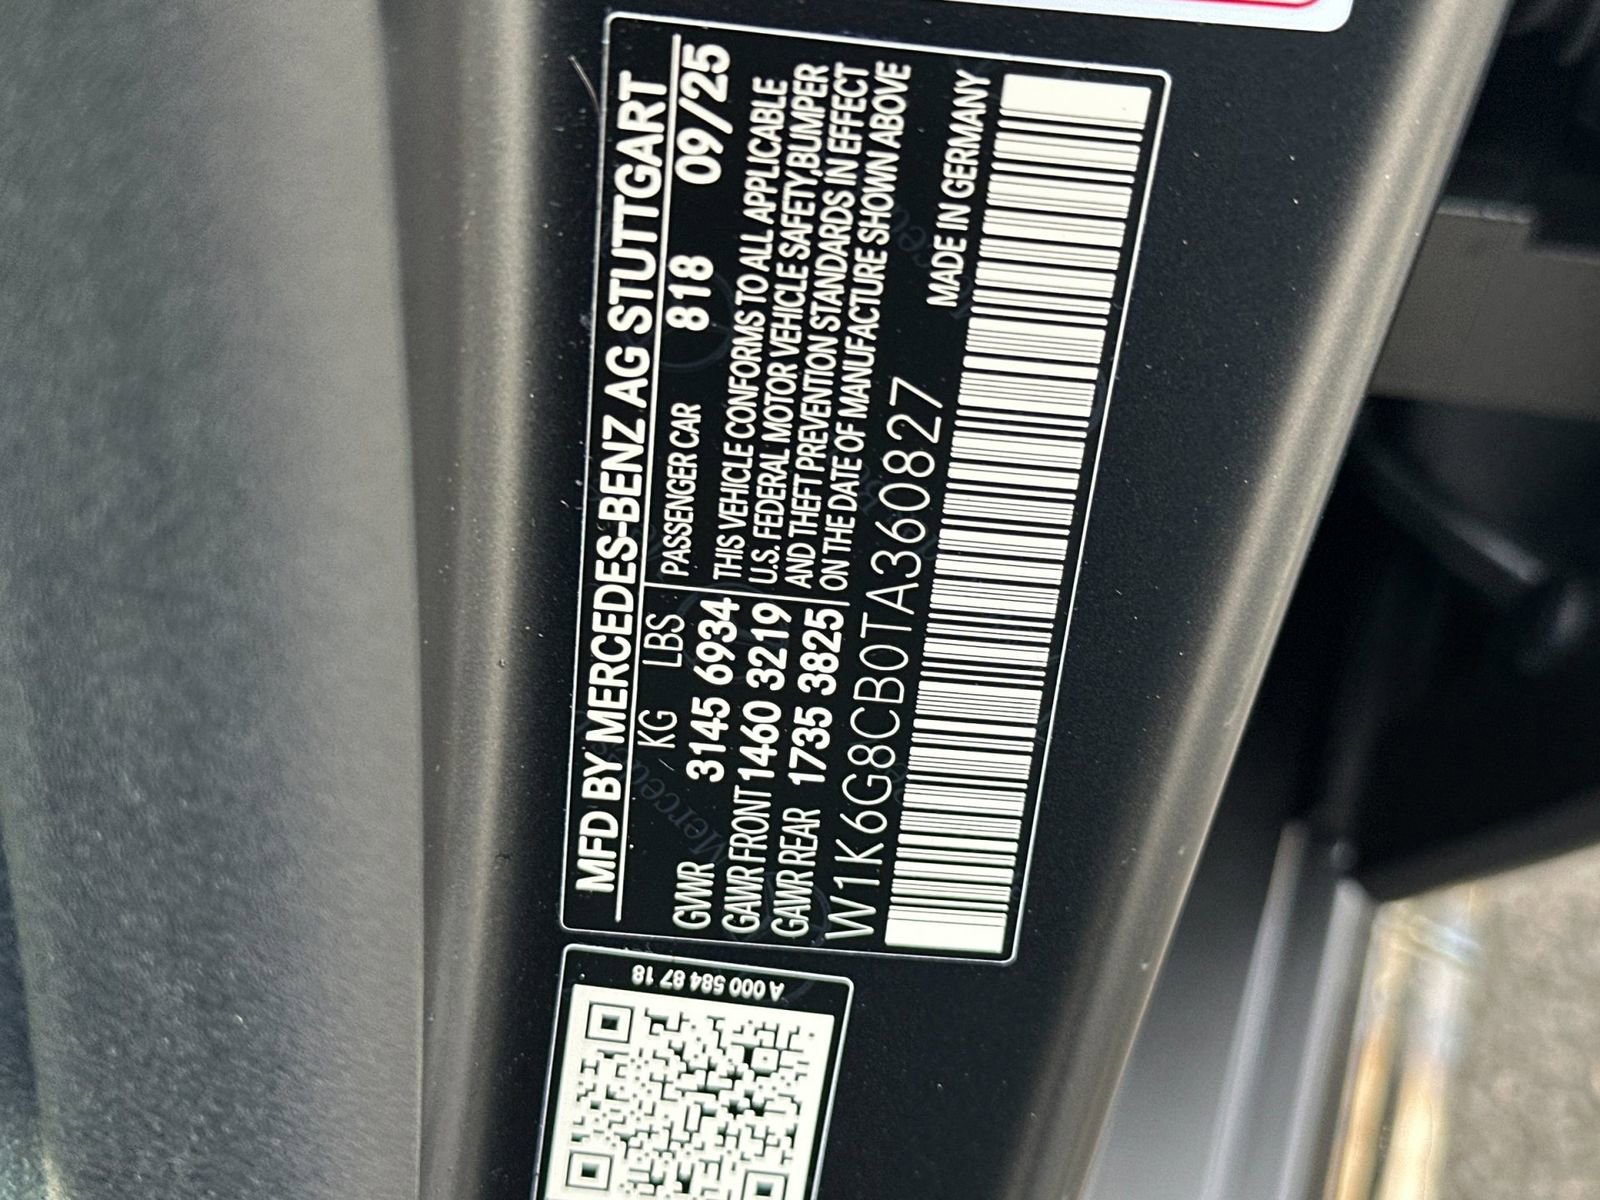 MFD BY MERCEDES-BENZ AG STUTTGART
KG LBS PASSENGER CAR 818 09/25
GWWR 3145 6934 THIS VEHICLE CONFORMS TO ALL APPLICABLE
GAWR FRONT 1460 3219 U.S. FEDERAL MOTOR VEHICLE SAFETY,BUMPER
GAWR REAR 1735 3825 AND THEFT PREVENTION STANDARDS IN EFFECT
ON THE DATE OF MANUFACTURE SHOWN ABOVE
W1K6G8CB0TA360827 MADE IN GERMANY
A 000 584 87 18